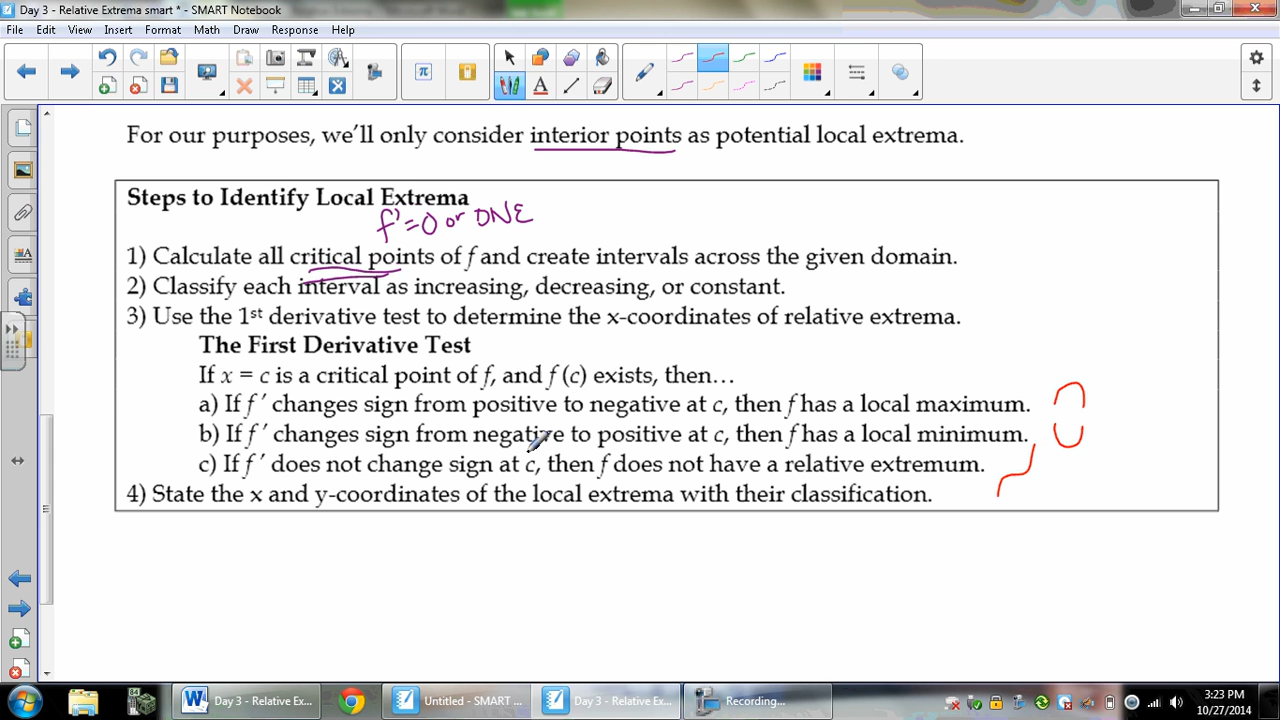 Day 3 - Relative Extrema smart * - SMART Notebook
File Edit View Insert Format Math Draw Response Help
For our purposes, we'll only consider interior points as potential local extrema.
Steps to Identify Local Extrema
f'=0 or DNE
1) Calculate all critical points of f and create intervals across the given domain.
2) Classify each interval as increasing, decreasing, or constant.
3) Use the 1st derivative test to determine the x-coordinates of relative extrema.
The First Derivative Test
If x = c is a critical point of f, and f (c) exists, then…
a) If f ' changes sign from positive to negative at c, then f has a local maximum.
b) If f ' changes sign from negative to positive at c, then f has a local minimum.
c) If f ' does not change sign at c, then f does not have a relative extremum.
4) State the x and y-coordinates of the local extrema with their classification.
Day 3 - Relative Ex... Untitled - SMART ... Day 3 - Relative Ex... Recording...
3:23 PM
10/27/2014